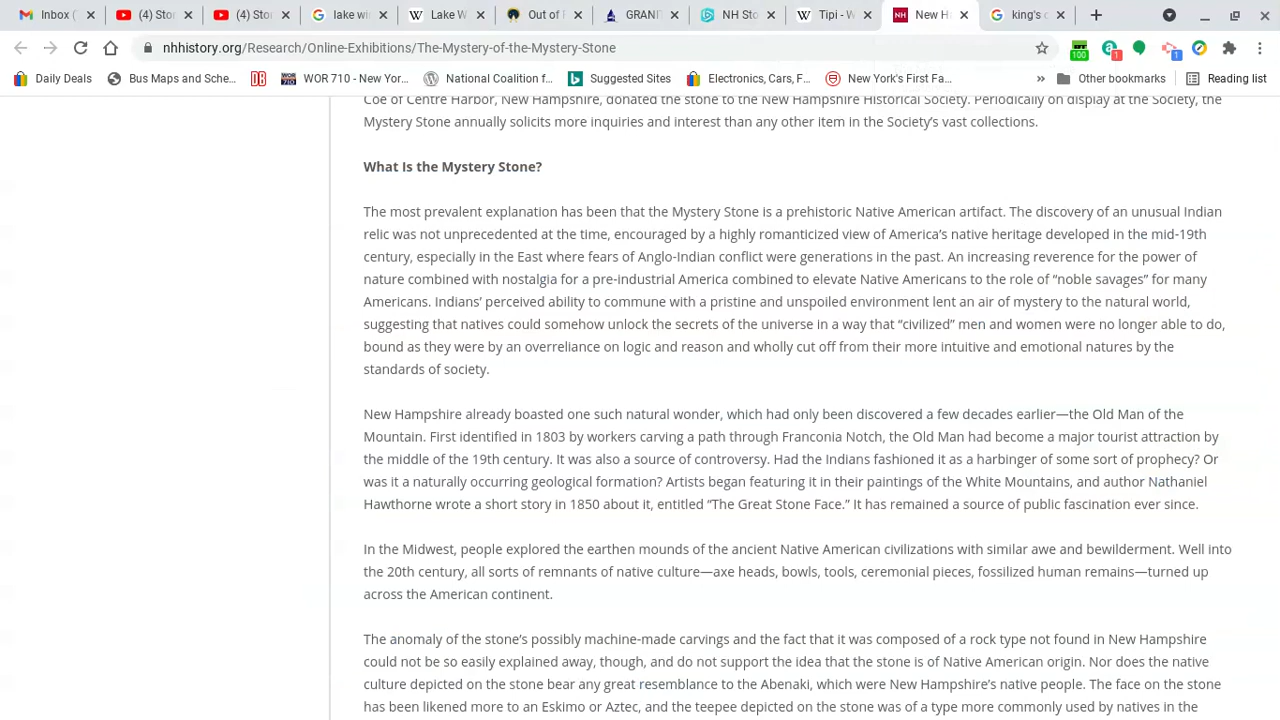 Inbox (
(4) Stor
(4) Stor
lake wi
Lake W
Out of
GRANI
NH Sto
Tipi - W
New H
king's
nhhistory.org/Research/Online-Exhibitions/The-Mystery-of-the-Mystery-Stone
100
1
1
Daily Deals
Bus Maps and Sche...
WOR 710 - New Yor...
National Coalition f...
Suggested Sites
Electronics, Cars, F...
New York's First Fa...
»
Other bookmarks
Reading list
Coe of Centre Harbor, New Hampshire, donated the stone to the New Hampshire Historical Society. Periodically on display at the Society, the
Mystery Stone annually solicits more inquiries and interest than any other item in the Society's vast collections.
What Is the Mystery Stone?
The most prevalent explanation has been that the Mystery Stone is a prehistoric Native American artifact. The discovery of an unusual Indian
relic was not unprecedented at the time, encouraged by a highly romanticized view of America's native heritage developed in the mid-19th
century, especially in the East where fears of Anglo-Indian conflict were generations in the past. An increasing reverence for the power of
nature combined with nostalgia for a pre-industrial America combined to elevate Native Americans to the role of “noble savages” for many
Americans. Indians' perceived ability to commune with a pristine and unspoiled environment lent an air of mystery to the natural world,
suggesting that natives could somehow unlock the secrets of the universe in a way that “civilized” men and women were no longer able to do,
bound as they were by an overreliance on logic and reason and wholly cut off from their more intuitive and emotional natures by the
standards of society.
New Hampshire already boasted one such natural wonder, which had only been discovered a few decades earlier—the Old Man of the
Mountain. First identified in 1803 by workers carving a path through Franconia Notch, the Old Man had become a major tourist attraction by
the middle of the 19th century. It was also a source of controversy. Had the Indians fashioned it as a harbinger of some sort of prophecy? Or
was it a naturally occurring geological formation? Artists began featuring it in their paintings of the White Mountains, and author Nathaniel
Hawthorne wrote a short story in 1850 about it, entitled “The Great Stone Face.” It has remained a source of public fascination ever since.
In the Midwest, people explored the earthen mounds of the ancient Native American civilizations with similar awe and bewilderment. Well into
the 20th century, all sorts of remnants of native culture—axe heads, bowls, tools, ceremonial pieces, fossilized human remains—turned up
across the American continent.
The anomaly of the stone's possibly machine-made carvings and the fact that it was composed of a rock type not found in New Hampshire
could not be so easily explained away, though, and do not support the idea that the stone is of Native American origin. Nor does the native
culture depicted on the stone bear any great resemblance to the Abenaki, which were New Hampshire's native people. The face on the stone
has been likened more to an Eskimo or Aztec, and the teepee depicted on the stone was of a type more commonly used by natives in the